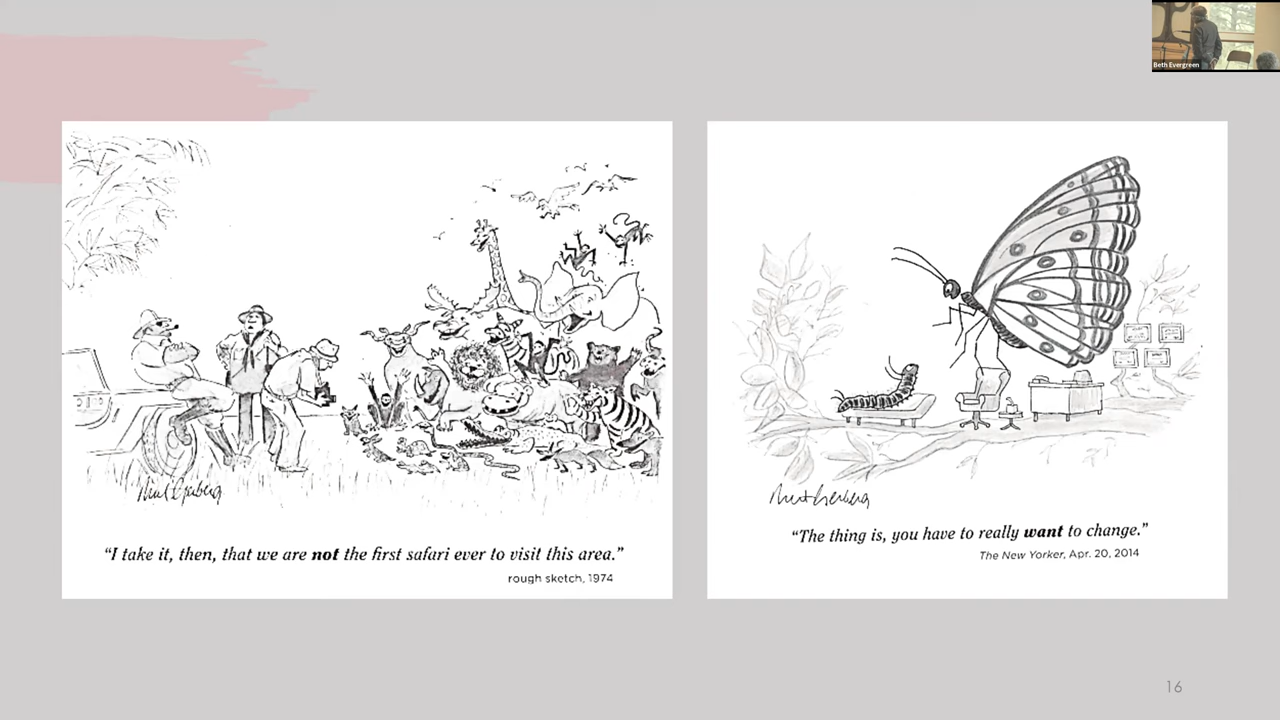 Beth Evergreen
"I take it, then, that we are not the first safari ever to visit this area."
rough sketch, 1974
"The thing is, you have to really want to change."
The New Yorker, Apr. 20, 2014
16